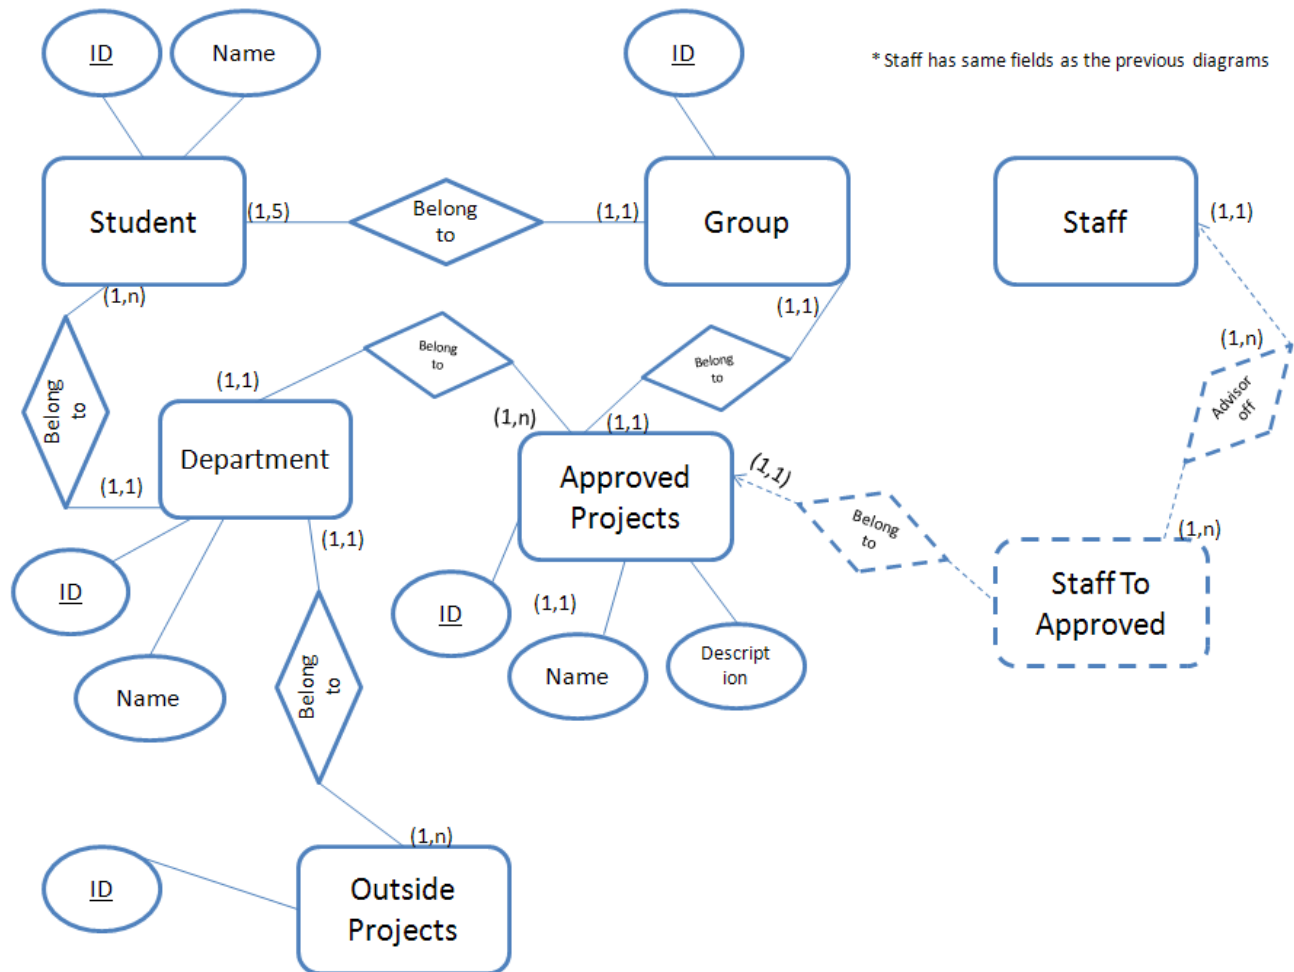 ID
Name
ID
* Staff has same fields as the previous diagrams
Student
(1,5)
Belong
to
(1,1)
Group
Staff
(1,1)
(1,n)
(1,1)
Belong
to
Belong
to
(1,n)
(1,1)
Belong
to
Advisor
off
(1,n)
(1,1)
Department
(1,1)
Approved
Projects
(1,1)
Belong
to
(1,1)
(1,n)
ID
ID
(1,1)
Name
Descript
ion
Staff To
Approved
Name
Belong
to
(1,n)
ID
Outside
Projects